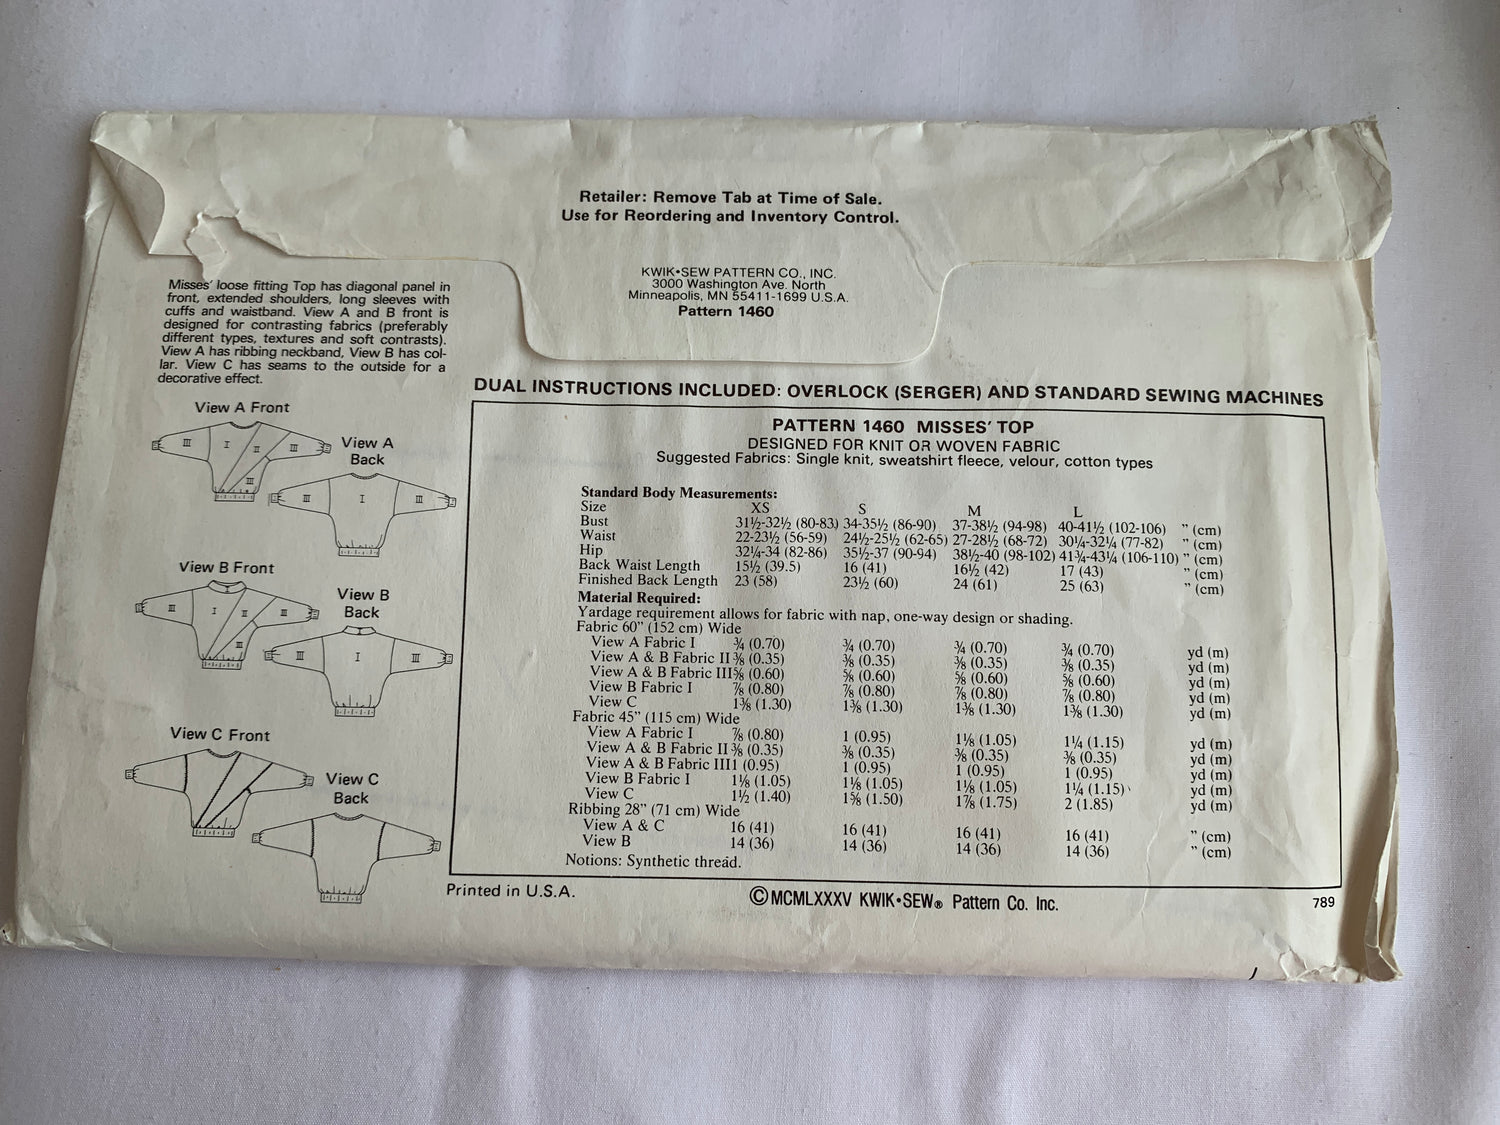 Retailer: Remove Tab at Time of Sale.
Use for Reordering and Inventory Control.
KWIK•SEW PATTERN CO., INC.
3000 Washington Ave. North
Minneapolis, MN 55411-1699 U.S.A.
Pattern 1460
Misses' loose fitting Top has diagonal panel in
front, extended shoulders, long sleeves with
cuffs and waistband. View A and B front is
designed for contrasting fabrics (preferably
different types, textures and soft contrasts).
View A has ribbing neckband, View B has col-
lar. View C has seams to the outside for a
decorative effect.
View A Front
III I II III
III
View A
Back
III I III
View B Front
III I II III
III
View B
Back
III I III
View C Front
View C
Back
DUAL INSTRUCTIONS INCLUDED: OVERLOCK (SERGER) AND STANDARD SEWING MACHINES
PATTERN 1460 MISSES' TOP
DESIGNED FOR KNIT OR WOVEN FABRIC
Suggested Fabrics: Single knit, sweatshirt fleece, velour, cotton types
Standard Body Measurements:
Size XS S M L
Bust 31½-32½ (80-83) 34-35½ (86-90) 37-38½ (94-98) 40-41½ (102-106) " (cm)
Waist 22-23½ (56-59) 24½-25½ (62-65) 27-28½ (68-72) 30¼-32¼ (77-82) " (cm)
Hip 32¼-34 (82-86) 35½-37 (90-94) 38½-40 (98-102) 41¾-43¼ (106-110) " (cm)
Back Waist Length 15½ (39.5) 16 (41) 16½ (42) 17 (43) " (cm)
Finished Back Length 23 (58) 23½ (60) 24 (61) 25 (63) " (cm)
Material Required:
Yardage requirement allows for fabric with nap, one-way design or shading.
Fabric 60" (152 cm) Wide
View A Fabric I ¾ (0.70) ¾ (0.70) ¾ (0.70) ¾ (0.70) yd (m)
View A & B Fabric II ⅜ (0.35) ⅜ (0.35) ⅜ (0.35) ⅜ (0.35) yd (m)
View A & B Fabric III ⅝ (0.60) ⅝ (0.60) ⅝ (0.60) ⅝ (0.60) yd (m)
View B Fabric I ⅞ (0.80) ⅞ (0.80) ⅞ (0.80) ⅞ (0.80) yd (m)
View C 1⅜ (1.30) 1⅜ (1.30) 1⅜ (1.30) 1⅜ (1.30) yd (m)
Fabric 45" (115 cm) Wide
View A Fabric I ⅞ (0.80) 1 (0.95) 1⅛ (1.05) 1¼ (1.15) yd (m)
View A & B Fabric II ⅜ (0.35) ⅜ (0.35) ⅜ (0.35) ⅜ (0.35) yd (m)
View A & B Fabric III 1 (0.95) 1 (0.95) 1 (0.95) 1 (0.95) yd (m)
View B Fabric I 1⅛ (1.05) 1⅛ (1.05) 1⅛ (1.05) 1¼ (1.15) yd (m)
View C 1½ (1.40) 1⅝ (1.50) 1⅞ (1.75) 2 (1.85) yd (m)
Ribbing 28" (71 cm) Wide
View A & C 16 (41) 16 (41) 16 (41) 16 (41) " (cm)
View B 14 (36) 14 (36) 14 (36) 14 (36) " (cm)
Notions: Synthetic thread.
Printed in U.S.A. ©MCMLXXXV KWIK•SEW® Pattern Co. Inc. 789